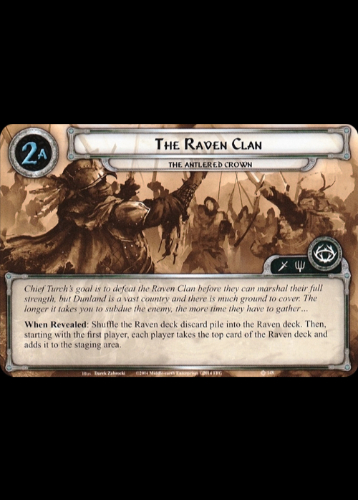 2A
THE RAVEN CLAN
THE ANTLERED CROWN
Chief Turch's goal is to defeat the Raven Clan before they can marshal their full
strength, but Dunland is a vast country and there is much ground to cover. The
longer it takes you to subdue the enemy, the more time they have to gather…
When Revealed: Shuffle the Raven deck discard pile into the Raven deck. Then,
starting with the first player, each player takes the top card of the Raven deck and
adds it to the staging area.